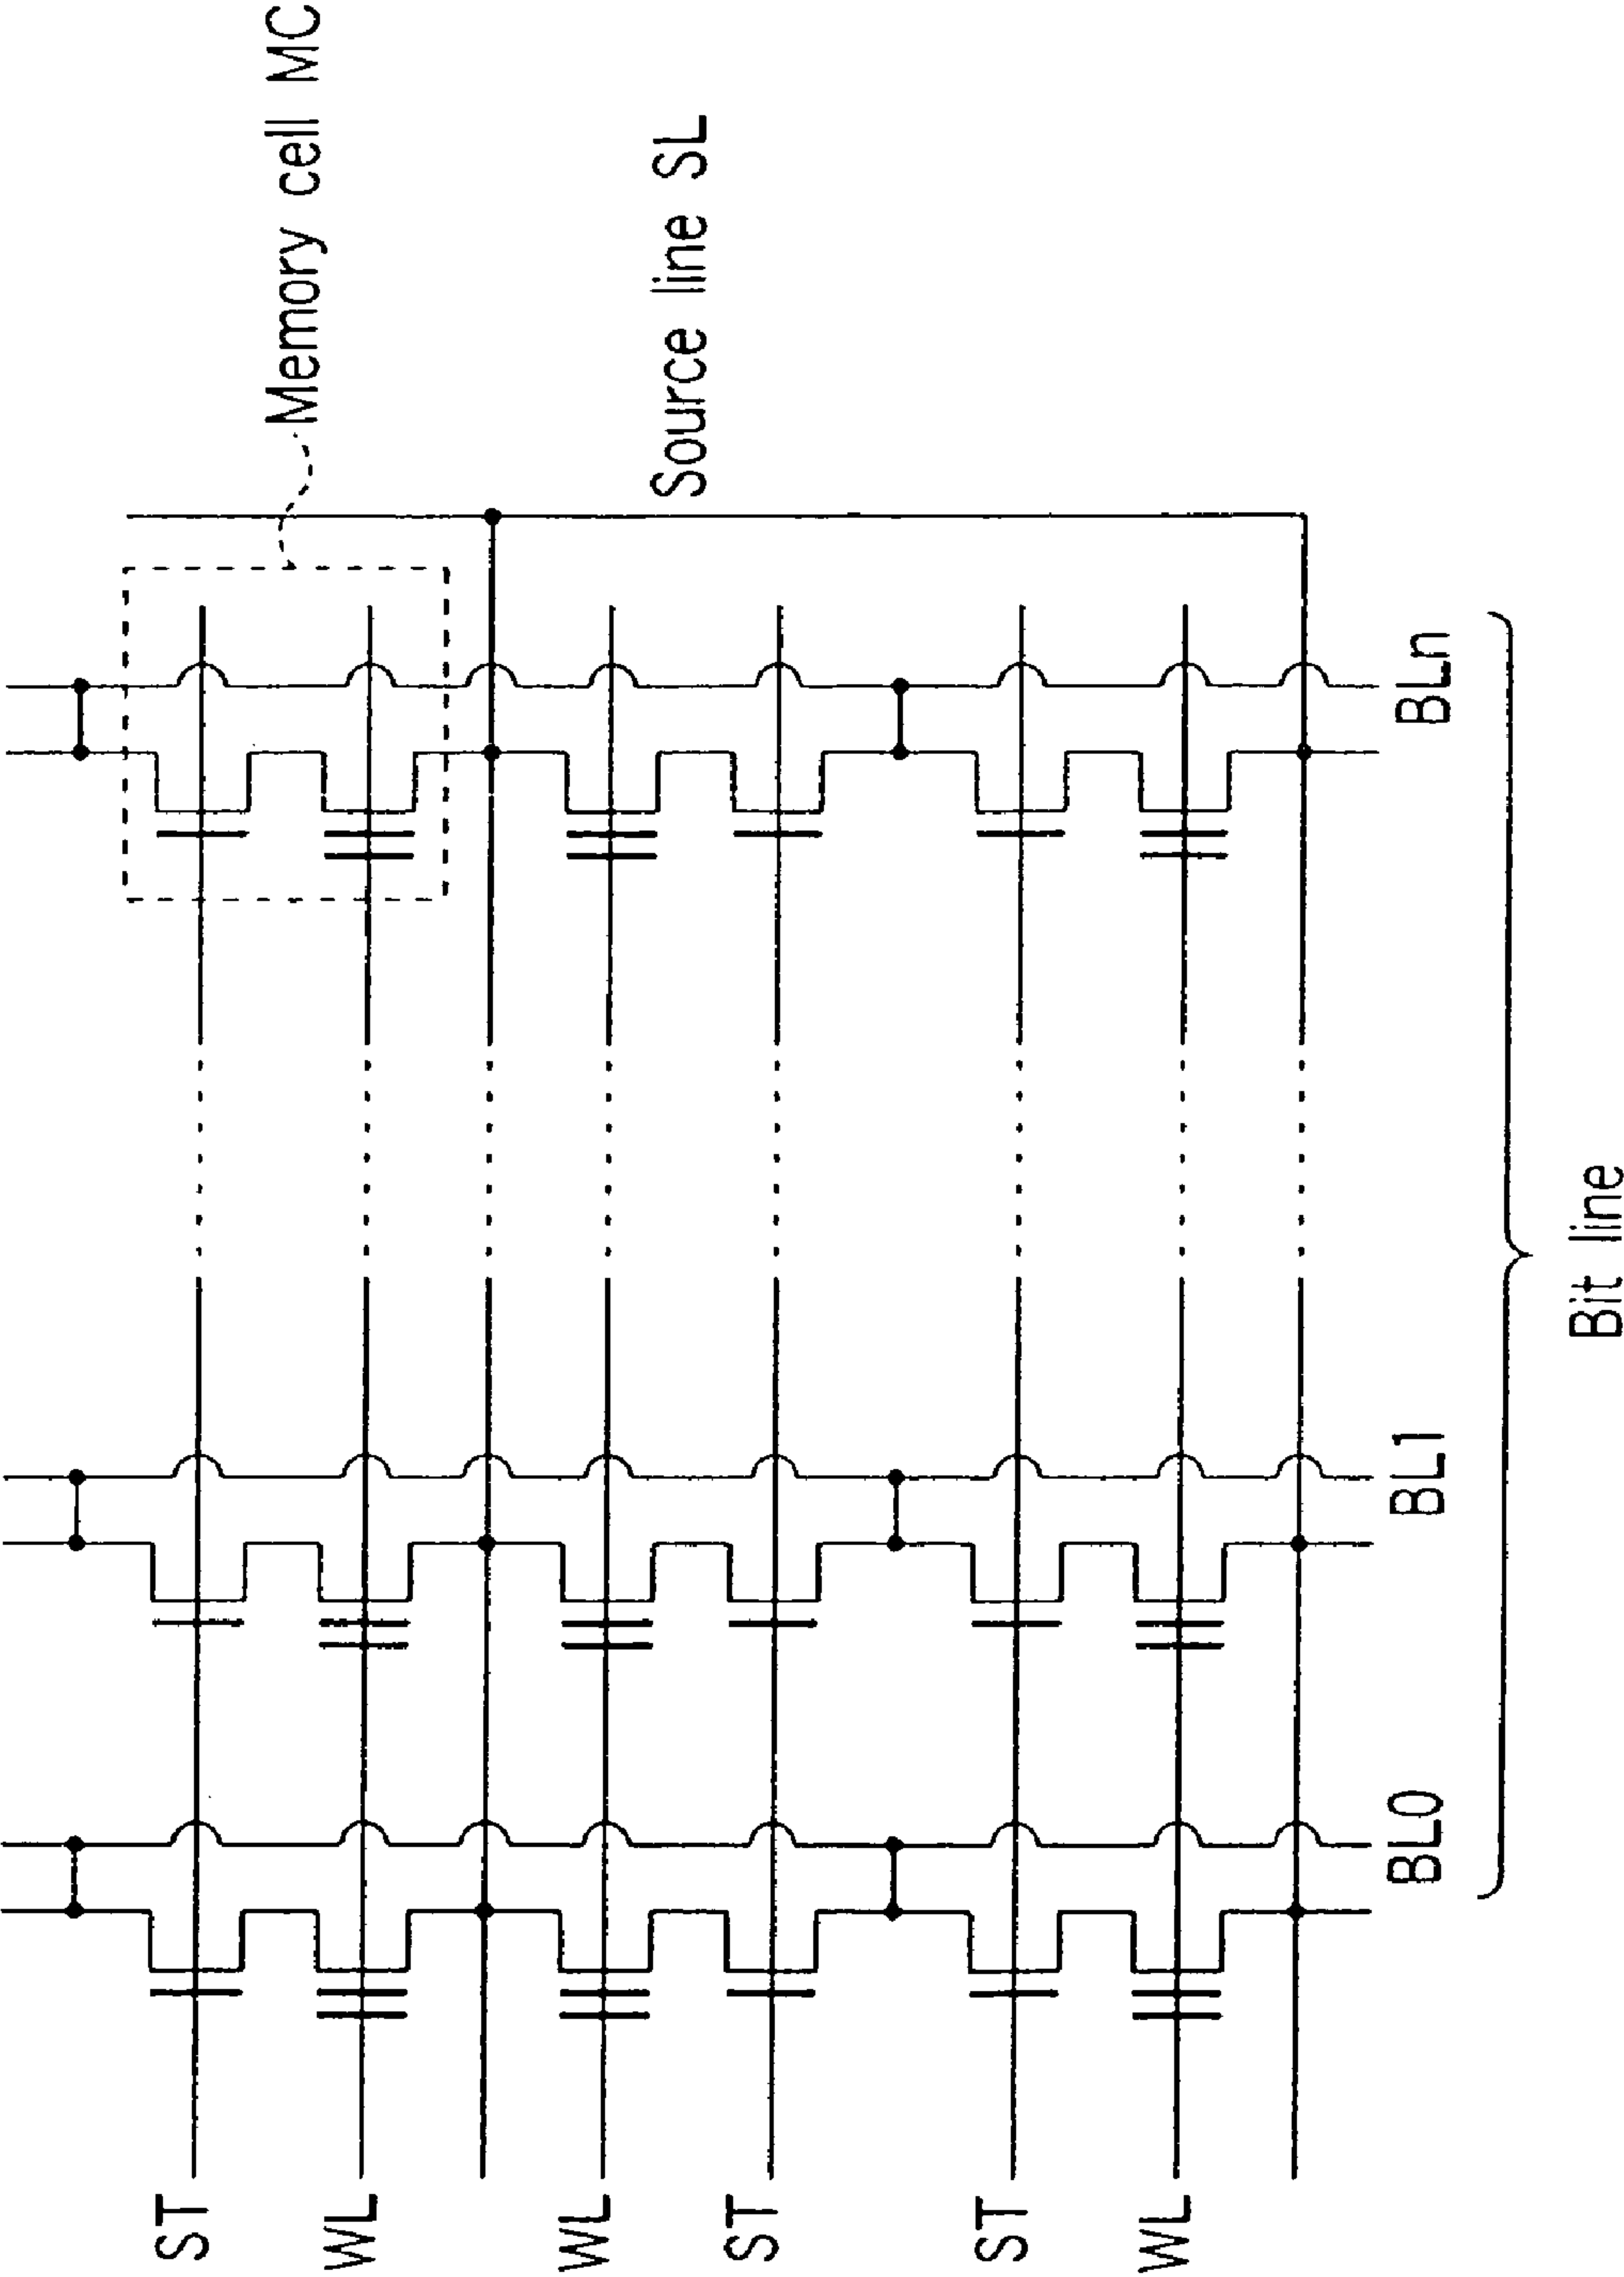 Memory cell MC
Source line SL
ST
WL
WL
ST
ST
WL
BL0
BL1
BLn
Bit line